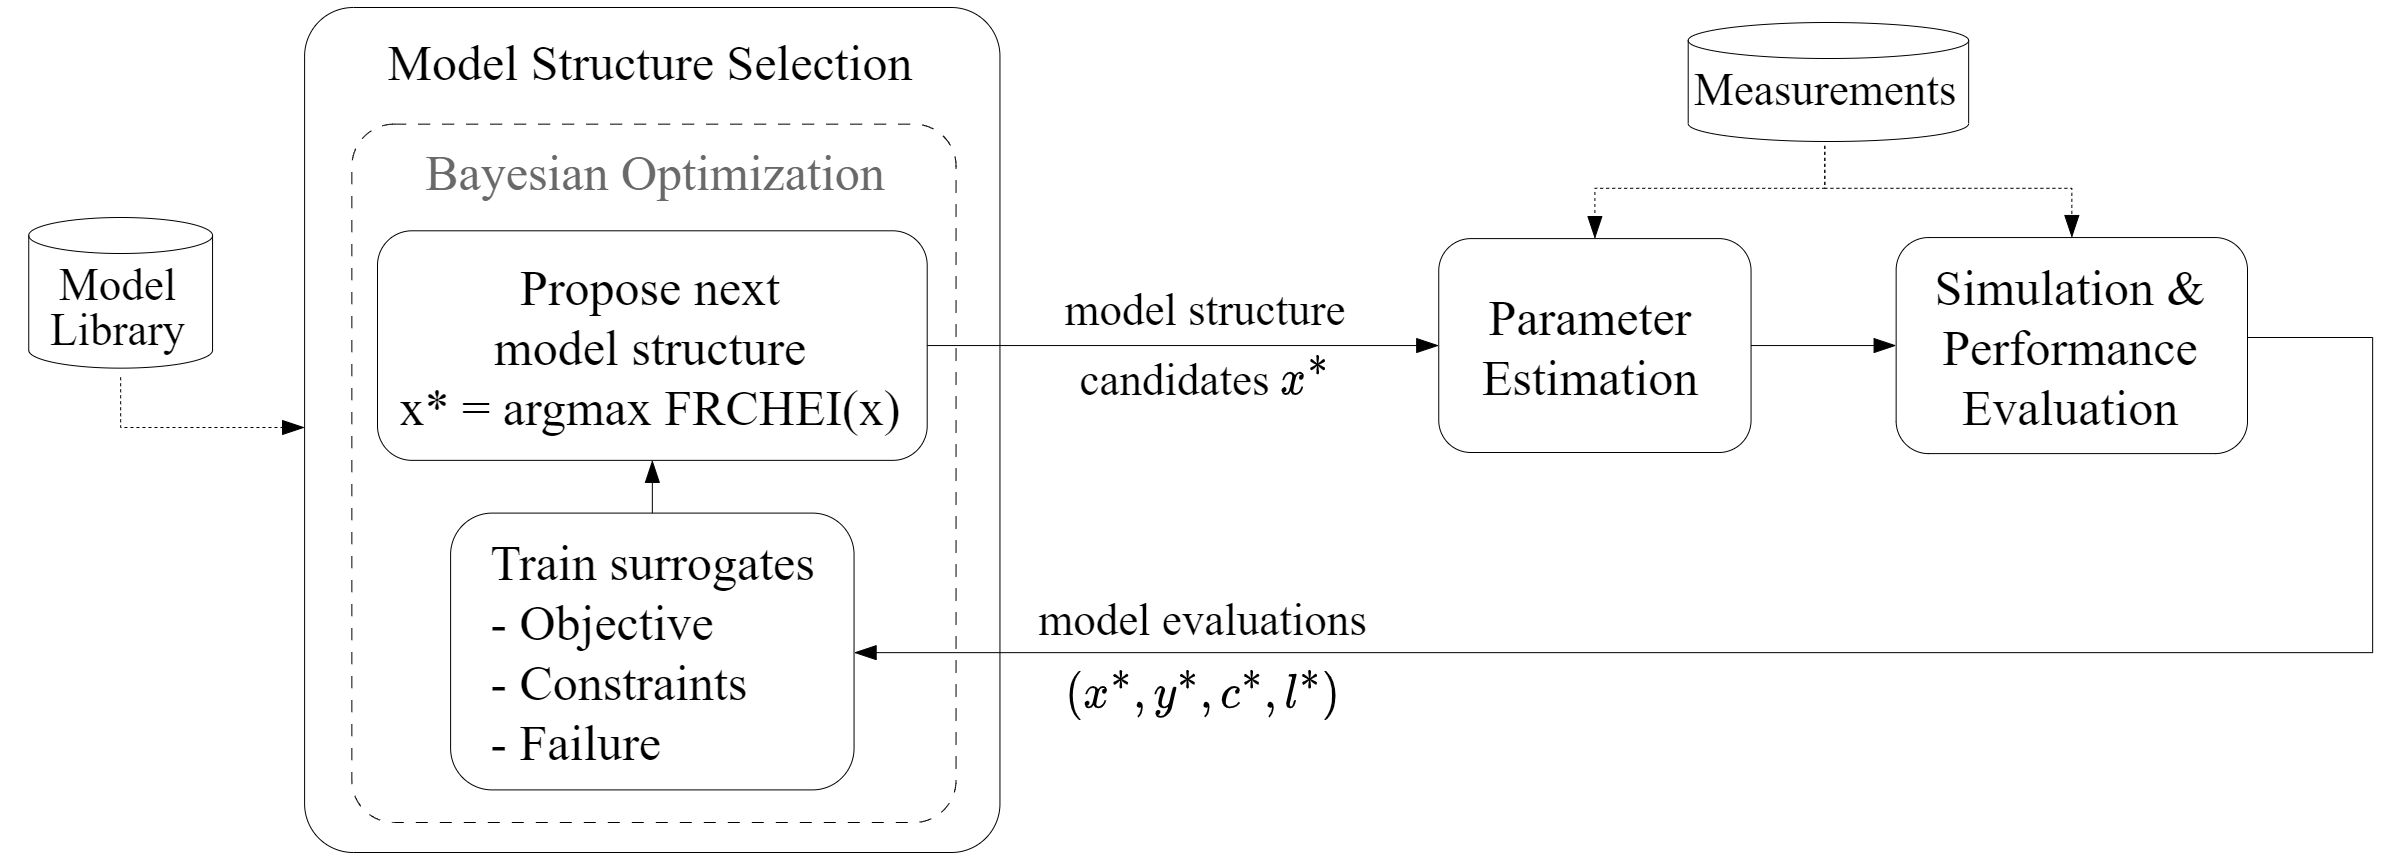 Model Structure Selection
Bayesian Optimization
Model
Library
Propose next
model structure
x* = argmax FRCHEI(x)
Train surrogates
- Objective
- Constraints
- Failure
model structure
candidates x*
model evaluations
(x*, y*, c*, l*)
Measurements
Parameter
Estimation
Simulation &
Performance
Evaluation